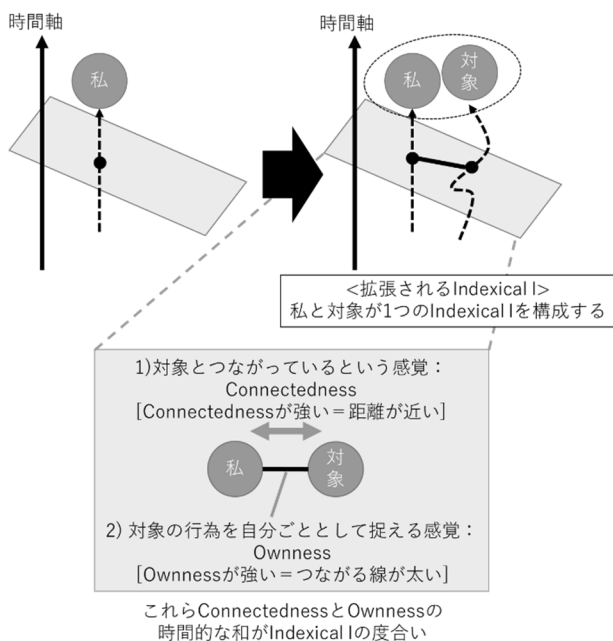 時間軸
私
時間軸
私
対象
<拡張されるIndexical I>
私と対象が1つのIndexical Iを構成する
1)対象とつながっているという感覚：
Connectedness
[Connectednessが強い＝距離が近い]
私
対象
2) 対象の行為を自分ごととして捉える感覚：
Ownness
[Ownnessが強い＝つながる線が太い]
これらConnectednessとOwnnessの
時間的な和がIndexical Iの度合い